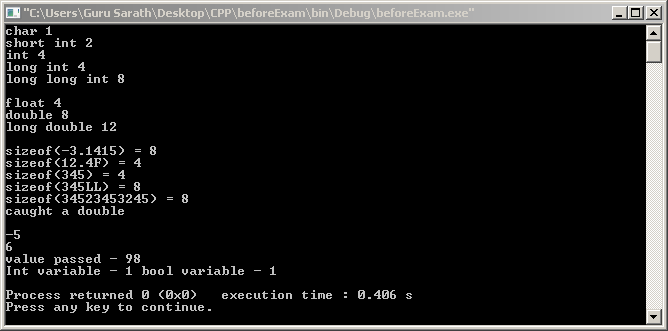 "C:\Users\Guru Sarath\Desktop\CPP\beforeExam\bin\Debug\beforeExam.exe"
char 1
short int 2
int 4
long int 4
long long int 8
float 4
double 8
long double 12
sizeof(-3.1415) = 8
sizeof(12.4F) = 4
sizeof(345) = 4
sizeof(345LL) = 8
sizeof(34523453245) = 8
caught a double
-5
6
value passed - 98
Int variable - 1 bool variable - 1
Process returned 0 (0x0)   execution time : 0.406 s
Press any key to continue.